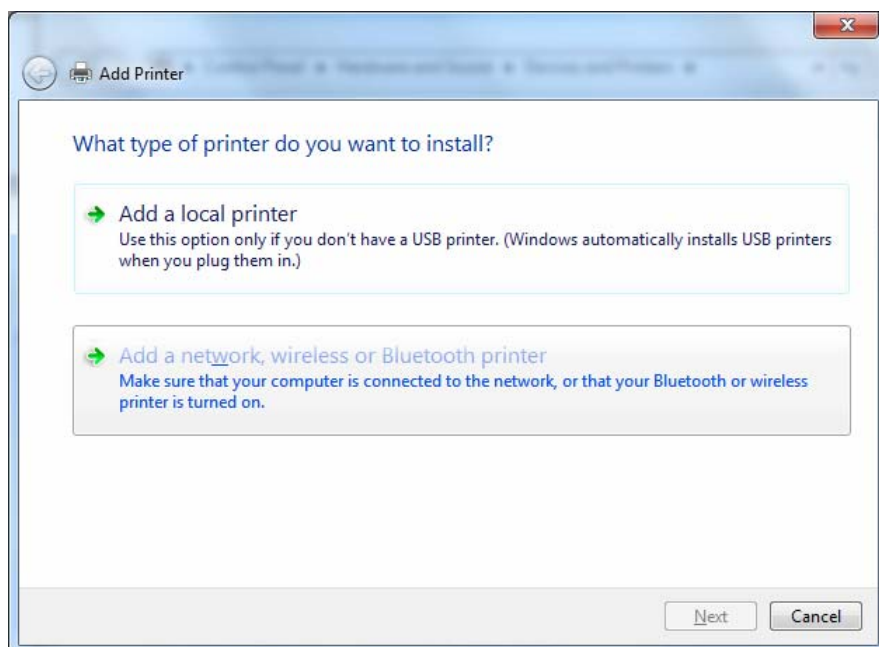 Add Printer
What type of printer do you want to install?
Add a local printer
Use this option only if you don't have a USB printer. (Windows automatically installs USB printers
when you plug them in.)
Add a network, wireless or Bluetooth printer
Make sure that your computer is connected to the network, or that your Bluetooth or wireless
printer is turned on.
Next Cancel